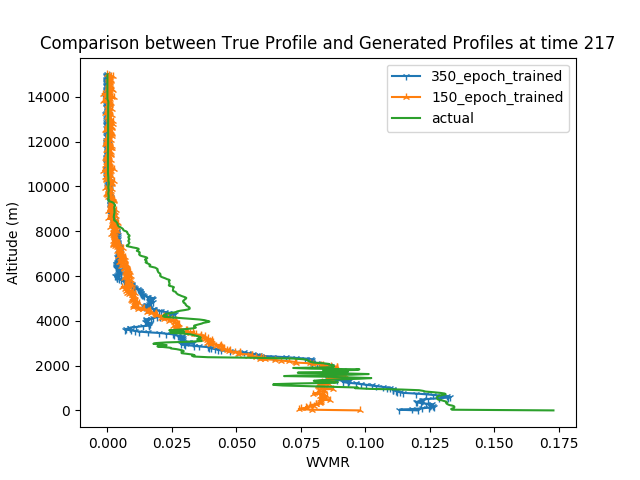 Comparison between True Profile and Generated Profiles at time 217
350_epoch_trained
150_epoch_trained
actual
Altitude (m)
14000
12000
10000
8000
6000
4000
2000
0
0.000 0.025 0.050 0.075 0.100 0.125 0.150 0.175
WVMR